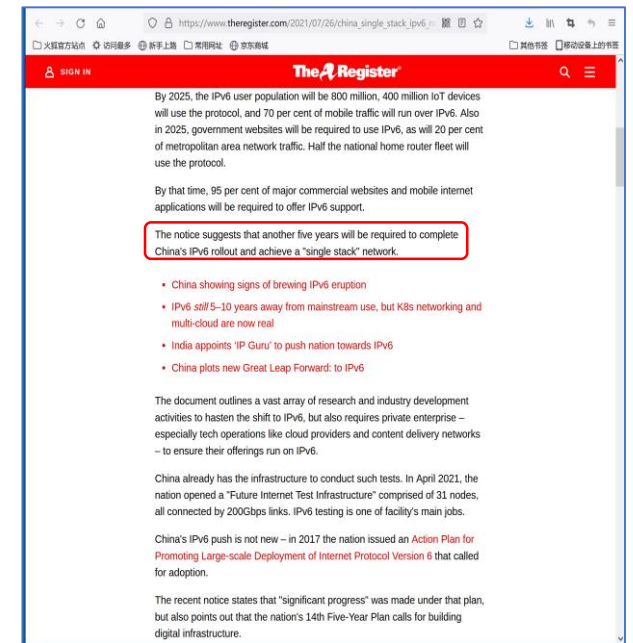 https://www.theregister.com/2021/07/26/china_single_stack_ipv6_
火狐官方站点 访问最多 新手上路 常用网址 京东商城 其他书签 移动设备上的书签
SIGN IN The Register
By 2025, the IPv6 user population will be 800 million, 400 million IoT devices
will use the protocol, and 70 per cent of mobile traffic will run over IPv6. Also
in 2025, government websites will be required to use IPv6, as will 20 per cent
of metropolitan area network traffic. Half the national home router fleet will
use the protocol.
By that time, 95 per cent of major commercial websites and mobile internet
applications will be required to offer IPv6 support.
The notice suggests that another five years will be required to complete
China's IPv6 rollout and achieve a "single stack" network.
• China showing signs of brewing IPv6 eruption
• IPv6 still 5–10 years away from mainstream use, but K8s networking and
multi-cloud are now real
• India appoints 'IP Guru' to push nation towards IPv6
• China plots new Great Leap Forward: to IPv6
The document outlines a vast array of research and industry development
activities to hasten the shift to IPv6, but also requires private enterprise –
especially tech operations like cloud providers and content delivery networks
– to ensure their offerings run on IPv6.
China already has the infrastructure to conduct such tests. In April 2021, the
nation opened a "Future Internet Test Infrastructure" comprised of 31 nodes,
all connected by 200Gbps links. IPv6 testing is one of facility's main jobs.
China's IPv6 push is not new – in 2017 the nation issued an Action Plan for
Promoting Large-scale Deployment of Internet Protocol Version 6 that called
for adoption.
The recent notice states that "significant progress" was made under that plan,
but also points out that the nation's 14th Five-Year Plan calls for building
digital infrastructure.